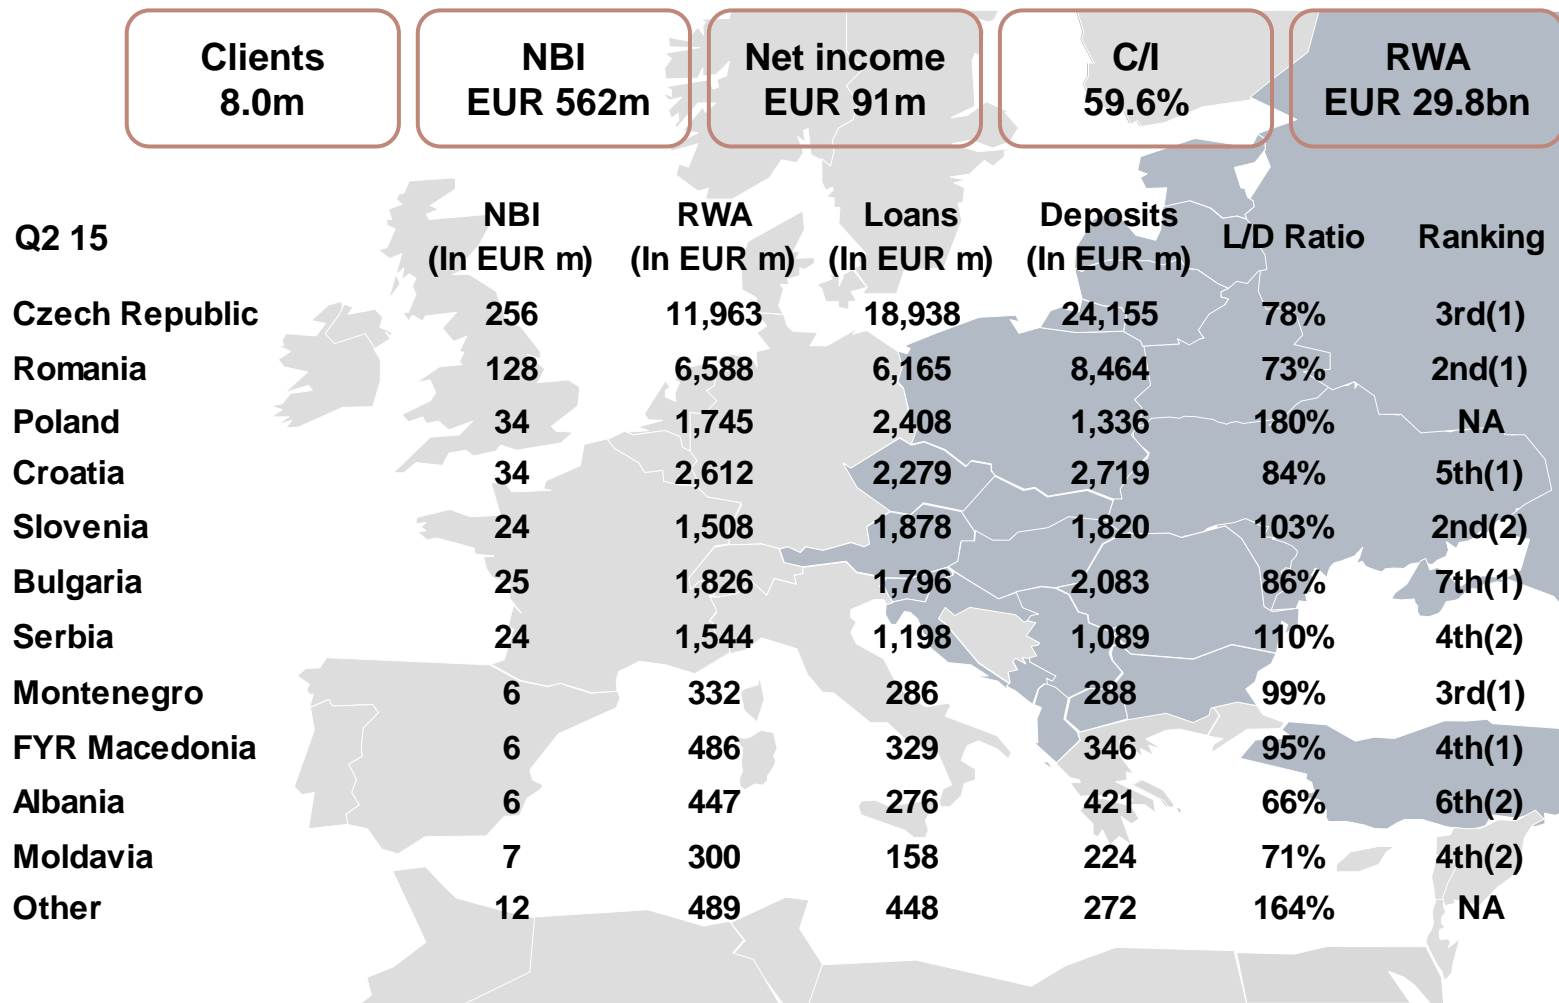 Clients NBI Net income C/I RWA
8.0m EUR 562m EUR 91m 59.6% EUR 29.8bn
Q2 15 NBI (In EUR m) RWA (In EUR m) Loans (In EUR m) Deposits (In EUR m) L/D Ratio Ranking
Czech Republic 256 11,963 18,938 24,155 78% 3rd(1)
Romania 128 6,588 6,165 8,464 73% 2nd(1)
Poland 34 1,745 2,408 1,336 180% NA
Croatia 34 2,612 2,279 2,719 84% 5th(1)
Slovenia 24 1,508 1,878 1,820 103% 2nd(2)
Bulgaria 25 1,826 1,796 2,083 86% 7th(1)
Serbia 24 1,544 1,198 1,089 110% 4th(2)
Montenegro 6 332 286 288 99% 3rd(1)
FYR Macedonia 6 486 329 346 95% 4th(1)
Albania 6 447 276 421 66% 6th(2)
Moldavia 7 300 158 224 71% 4th(2)
Other 12 489 448 272 164% NA